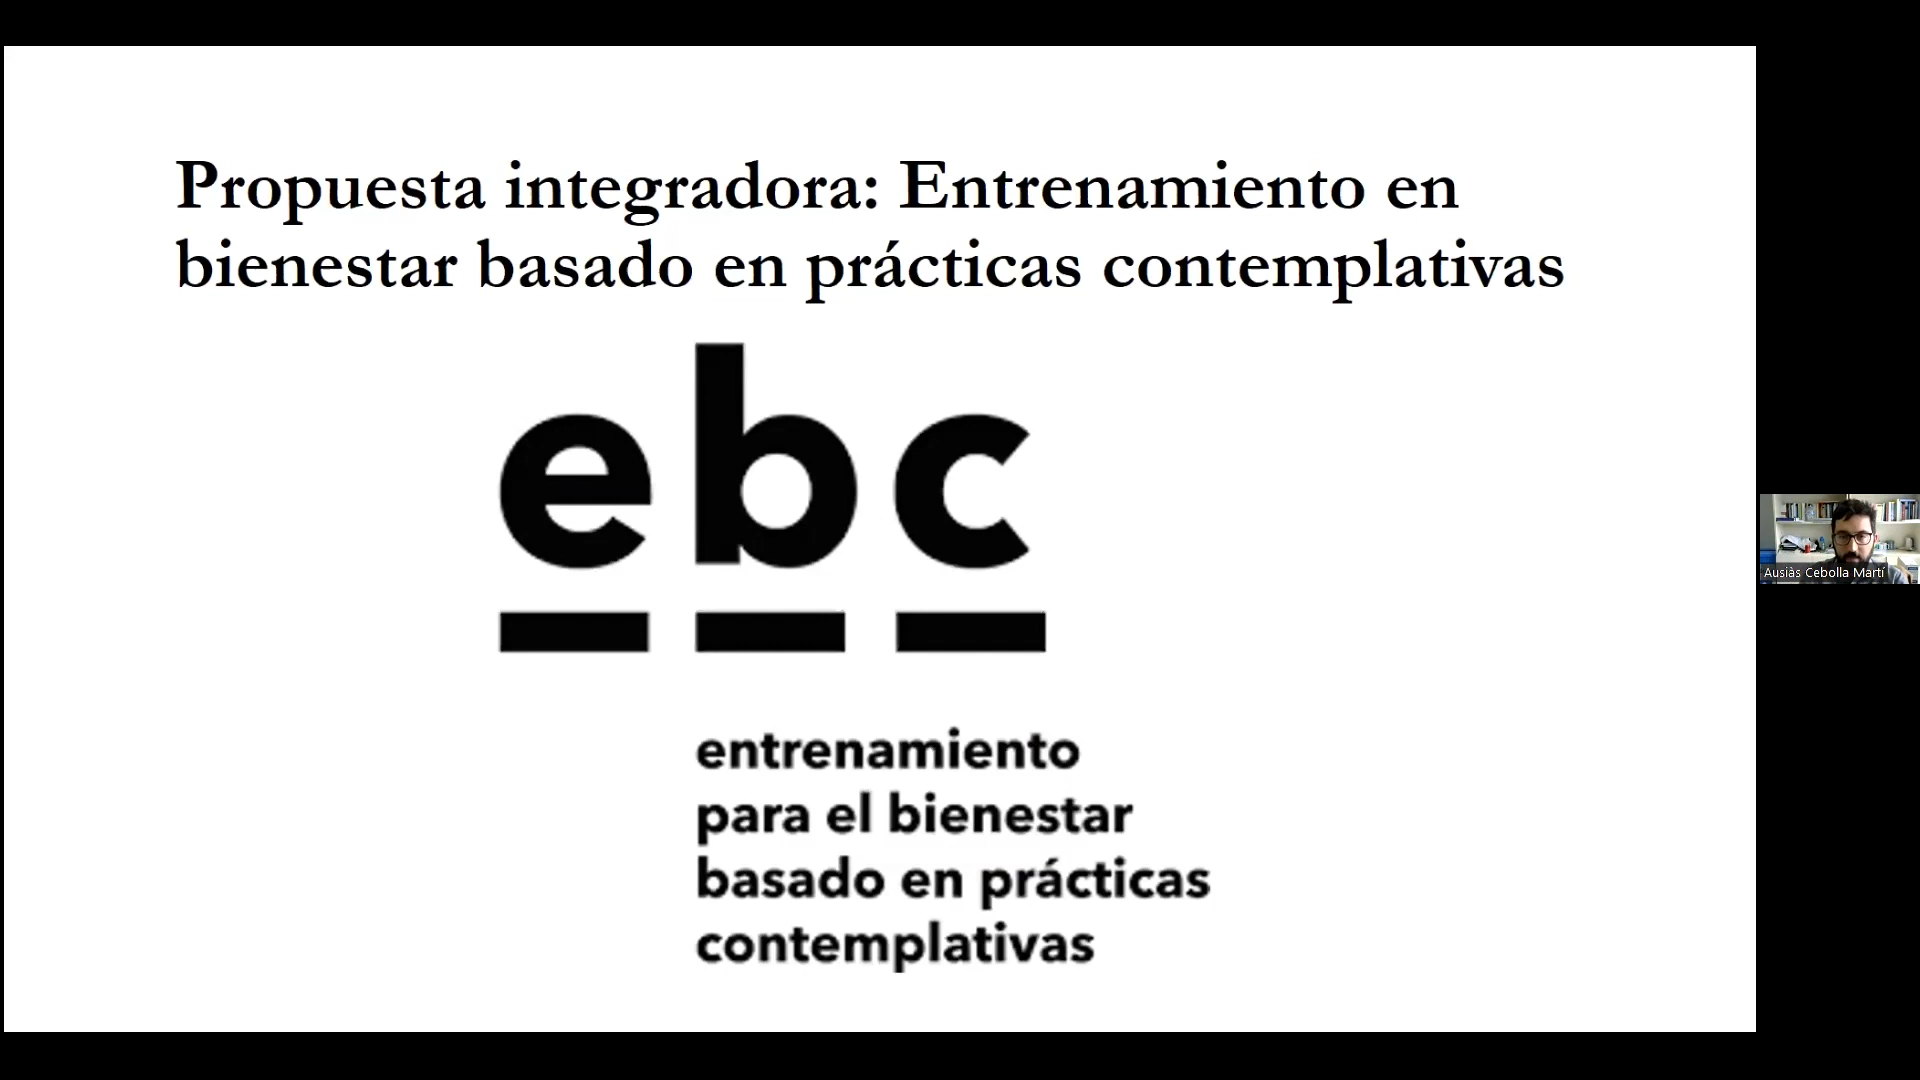 Propuesta integradora: Entrenamiento en
bienestar basado en prácticas contemplativas
ebc
entrenamiento
para el bienestar
basado en prácticas
contemplativas
Ausiàs Cebolla Martí